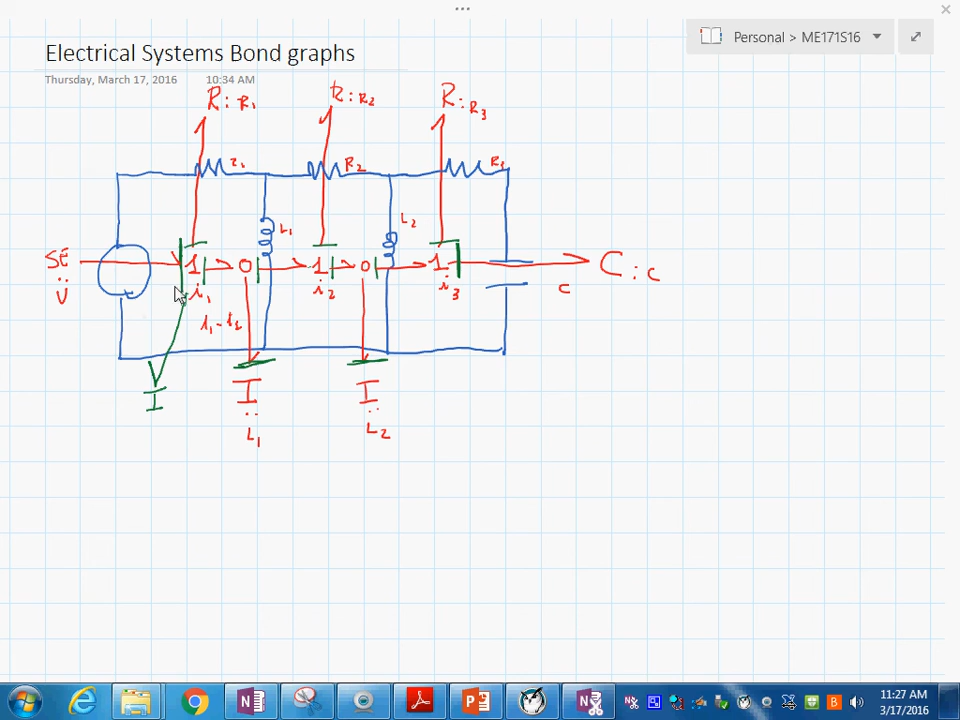 Personal > ME171S16
Electrical Systems Bond graphs
Thursday, March 17, 2016 10:34 AM
R: R1
R: R2
R: R3
R2
L1
L2
SE
1
0
1
0
1
C: C
V
i1
i2
i3
C
i1-i2
I
I
I
L1
L2
11:27 AM
3/17/2016